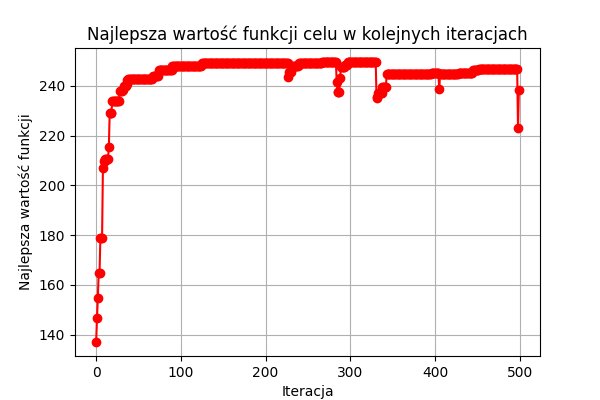 Najlepsza wartość funkcji celu w kolejnych iteracjach
Najlepsza wartość funkcji
240
220
200
180
160
140
0 100 200 300 400 500
Iteracja